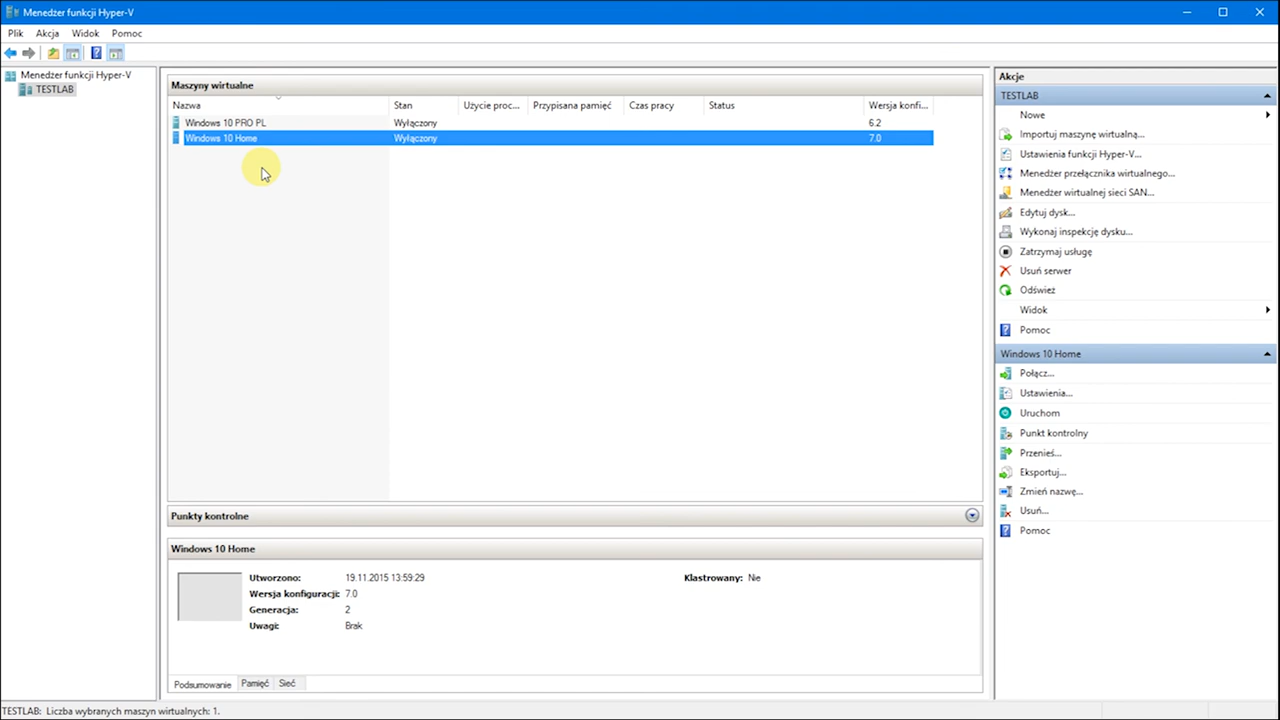 Menedżer funkcji Hyper-V
Plik Akcja Widok Pomoc
Menedżer funkcji Hyper-V
TESTLAB
Maszyny wirtualne
Nazwa Stan Użycie proc... Przypisana pamięć Czas pracy Status Wersja konfi...
Windows 10 PRO PL Wyłączony 6.2
Windows 10 Home Wyłączony 7.0
Punkty kontrolne
Windows 10 Home
Utworzono: 19.11.2015 13:59:29 Klastrowany: Nie
Wersja konfiguracji: 7.0
Generacja: 2
Uwagi: Brak
Podsumowanie Pamięć Sieć
Akcje
TESTLAB
Nowe
Importuj maszynę wirtualną...
Ustawienia funkcji Hyper-V...
Menedżer przełącznika wirtualnego...
Menedżer wirtualnej sieci SAN...
Edytuj dysk...
Wykonaj inspekcję dysku...
Zatrzymaj usługę
Usuń serwer
Odśwież
Widok
Pomoc
Windows 10 Home
Połącz...
Ustawienia...
Uruchom
Punkt kontrolny
Przenieś...
Eksportuj...
Zmień nazwę...
Usuń...
Pomoc
TESTLAB: Liczba wybranych maszyn wirtualnych: 1.